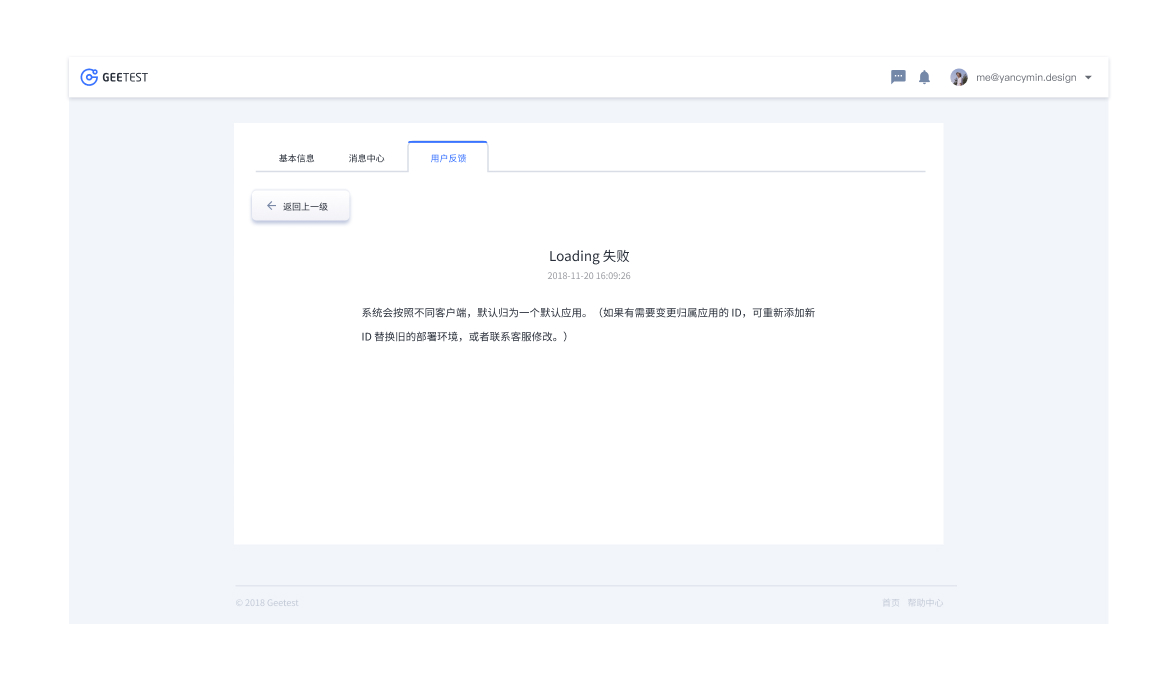 GEETEST
me@yancymin.design
基本信息
消息中心
用户反馈
返回上一级
Loading 失败
2018-11-20 16:09:26
系统会按照不同客户端，默认归为一个默认应用。（如果有需要变更归属应用的 ID，可重新添加新
ID 替换旧的部署环境，或者联系客服修改。）
© 2018 Geetest
首页 帮助中心